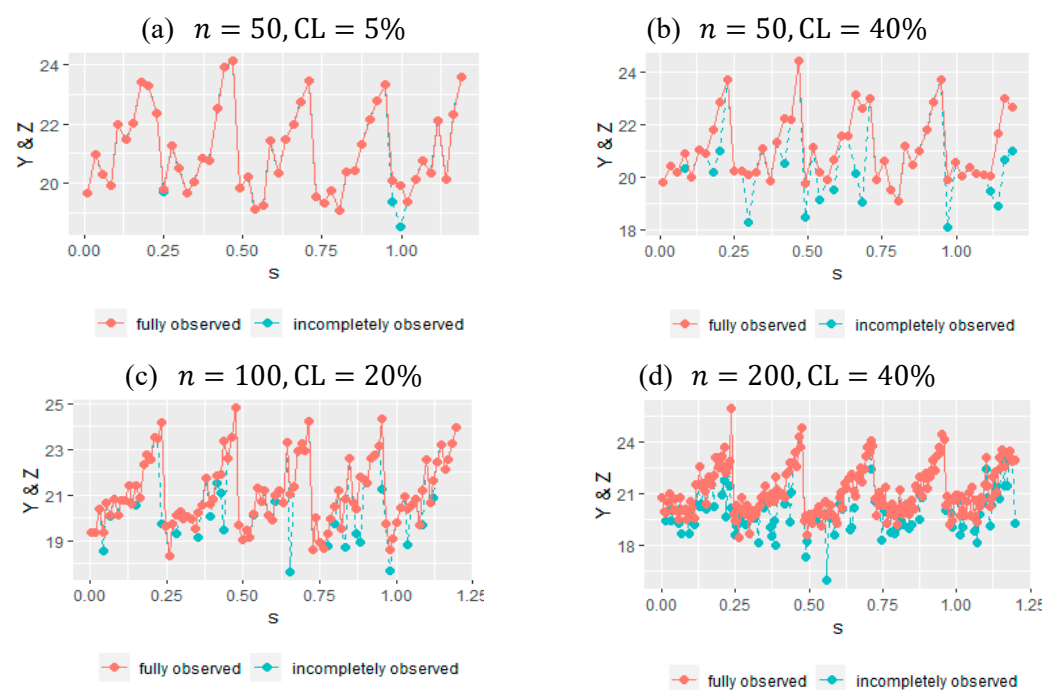 (a) n = 50, CL = 5%
(b) n = 50, CL = 40%
Y & Z
24
22
20
0.00 0.25 0.50 0.75 1.00
s
fully observed incompletely observed
Y & Z
24
22
20
18
0.00 0.25 0.50 0.75 1.00
s
fully observed incompletely observed
(c) n = 100, CL = 20%
(d) n = 200, CL = 40%
Y & Z
25
23
21
19
0.00 0.25 0.50 0.75 1.00 1.25
s
fully observed incompletely observed
Y & Z
24
21
18
0.00 0.25 0.50 0.75 1.00 1.25
s
fully observed incompletely observed